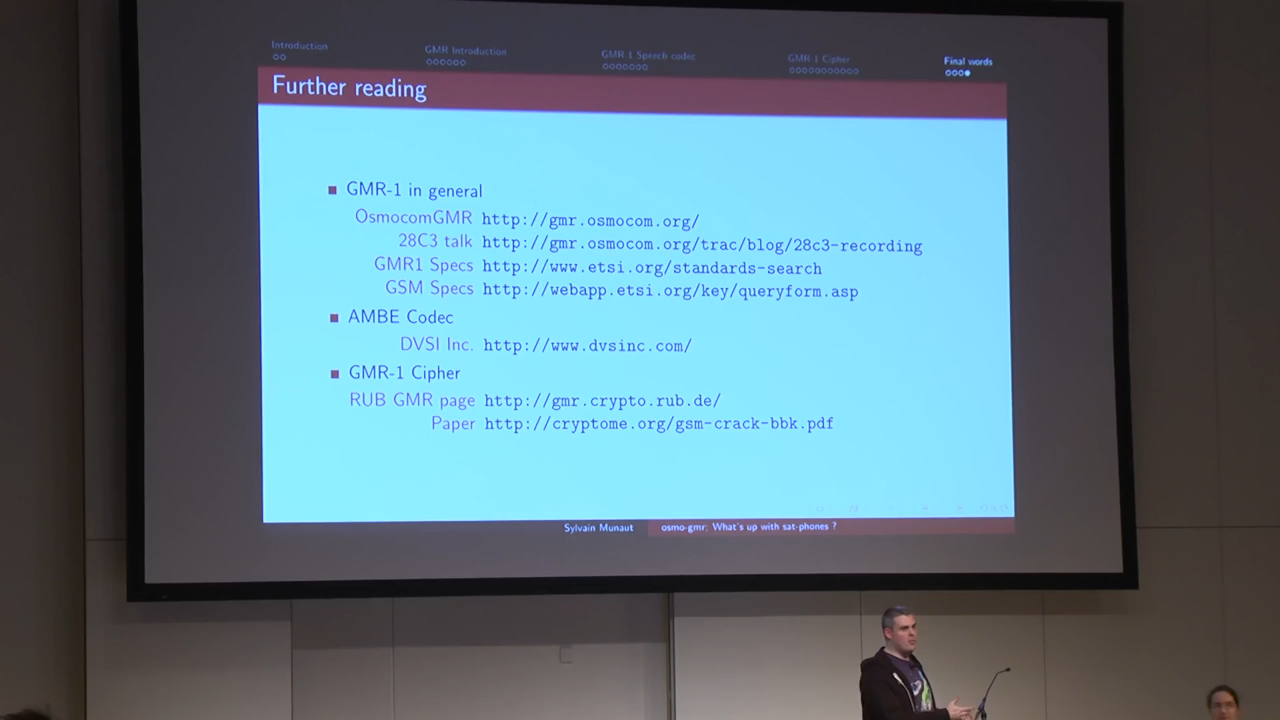 Introduction
GMR Introduction
GMR-1 Speech codec
GMR-1 Cipher
Final words
Further reading
GMR-1 in general
OsmocomGMR http://gmr.osmocom.org/
28C3 talk http://gmr.osmocom.org/trac/blog/28c3-recording
GMR1 Specs http://www.etsi.org/standards-search
GSM Specs http://webapp.etsi.org/key/queryform.asp
AMBE Codec
DVSI Inc. http://www.dvsinc.com/
GMR-1 Cipher
RUB GMR page http://gmr.crypto.rub.de/
Paper http://cryptome.org/gsm-crack-bbk.pdf
Sylvain Munaut osmo-gmr: What's up with sat-phones ?